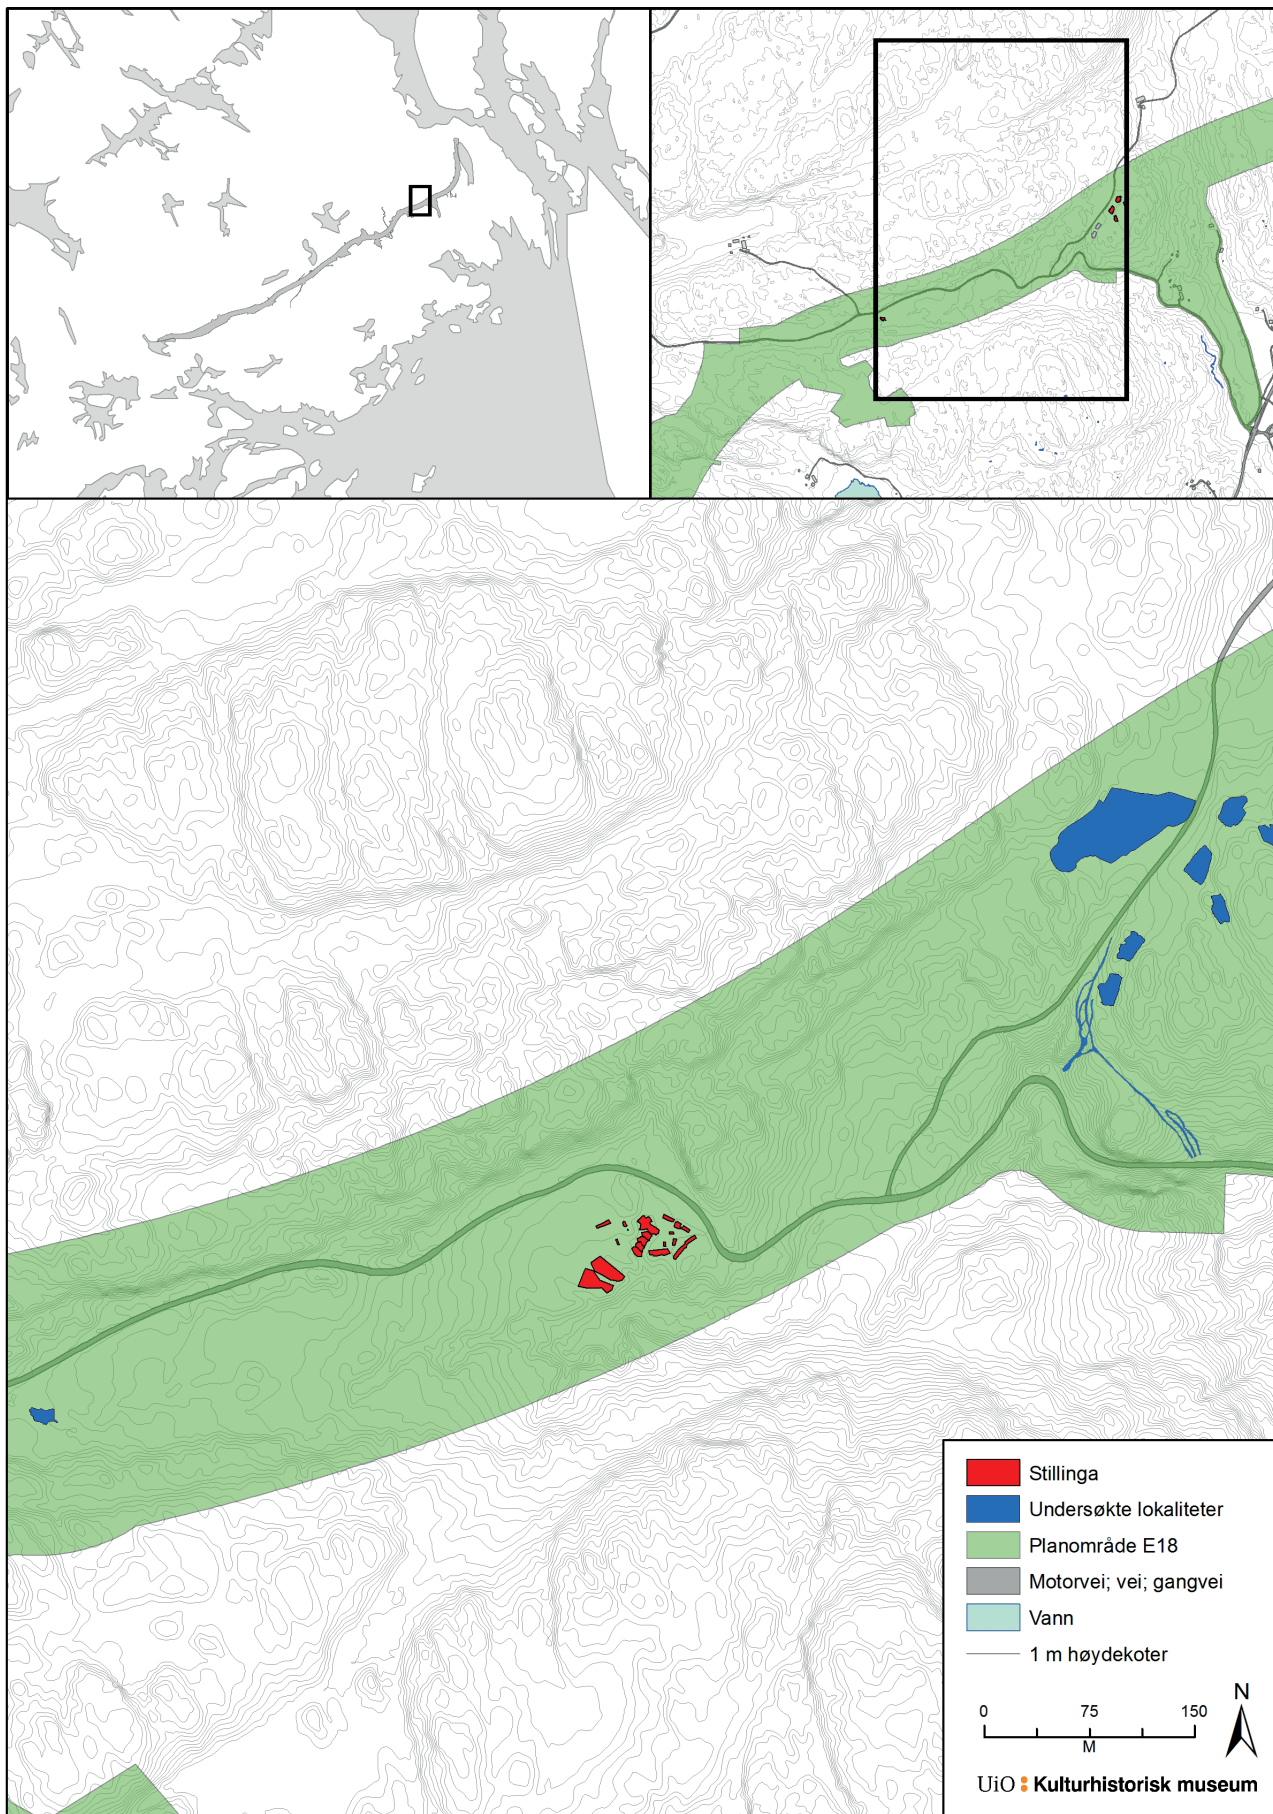 Stillinga
Undersøkte lokaliteter
Planområde E18
Motorvei; vei; gangvei
Vann
1 m høydekoter
N
0 75 150
M
UiO Kulturhistorisk museum